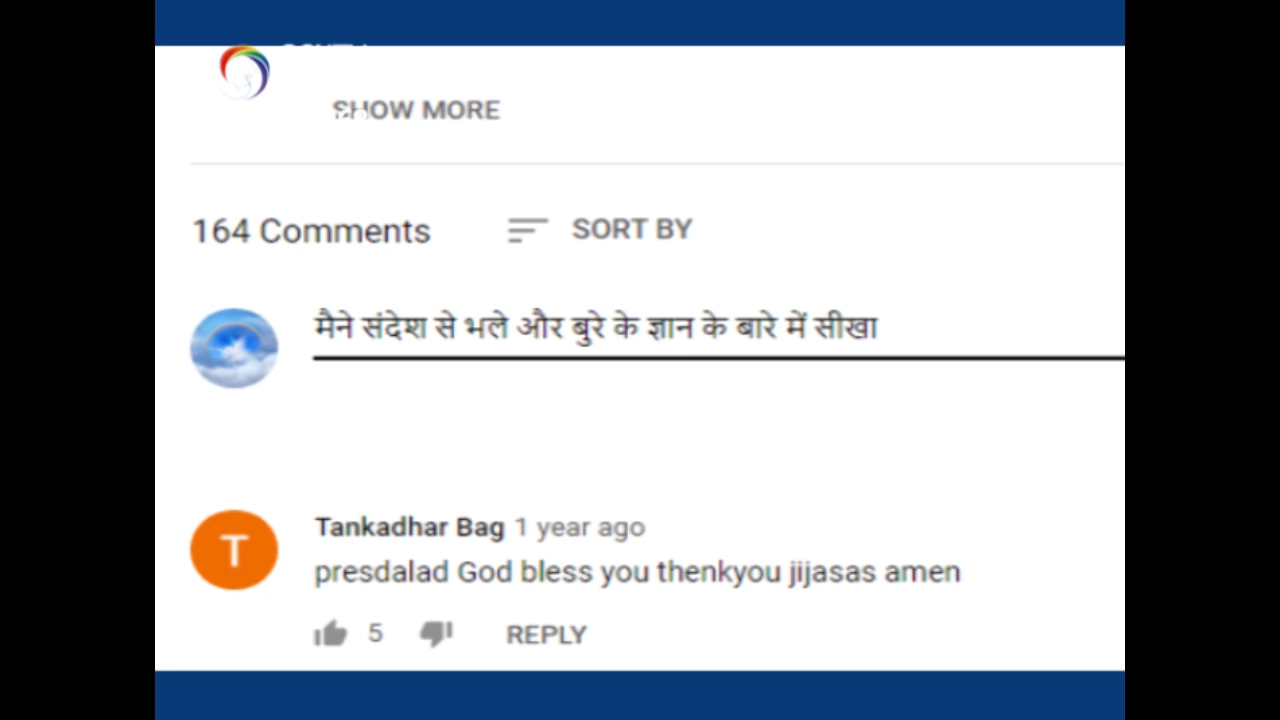 SHOW MORE
164 Comments SORT BY
मैने संदेश से भले और बुरे के ज्ञान के बारे में सीखा
T
Tankadhar Bag 1 year ago
presdalad God bless you thenkyou jijasas amen
5 REPLY